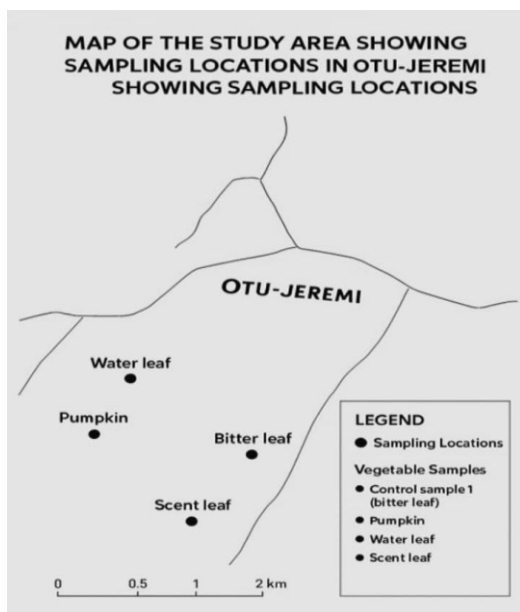 MAP OF THE STUDY AREA SHOWING
SAMPLING LOCATIONS IN OTU-JEREMI
SHOWING SAMPLING LOCATIONS
OTU-JEREMI
Water leaf
Pumpkin
Bitter leaf
Scent leaf
LEGEND
Sampling Locations
Vegetable Samples
Control sample 1
(bitter leaf)
Pumpkin
Water leaf
Scent leaf
0 0.5 1 2 km